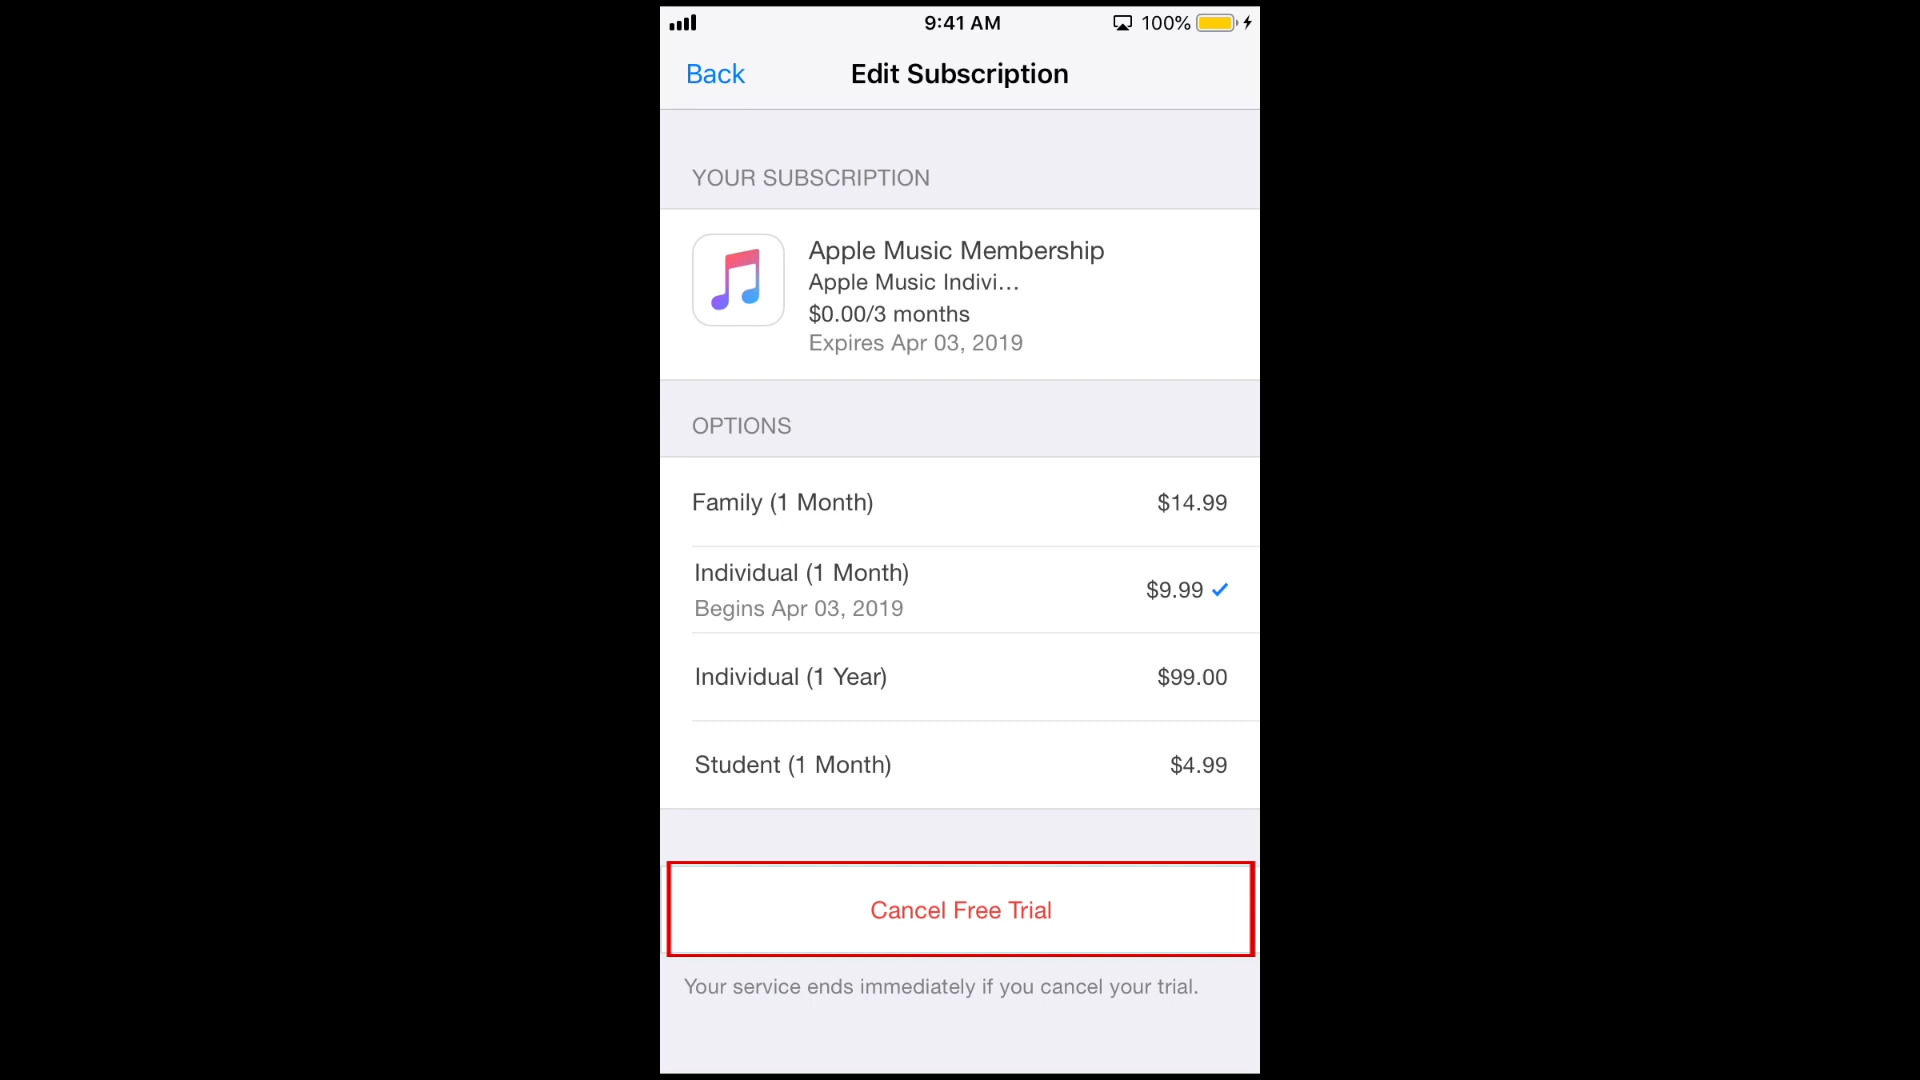 9:41 AM
100%
Back
Edit Subscription
YOUR SUBSCRIPTION
Apple Music Membership
Apple Music Indivi...
$0.00/3 months
Expires Apr 03, 2019
OPTIONS
Family (1 Month) $14.99
Individual (1 Month) $9.99
Begins Apr 03, 2019
Individual (1 Year) $99.00
Student (1 Month) $4.99
Cancel Free Trial
Your service ends immediately if you cancel your trial.